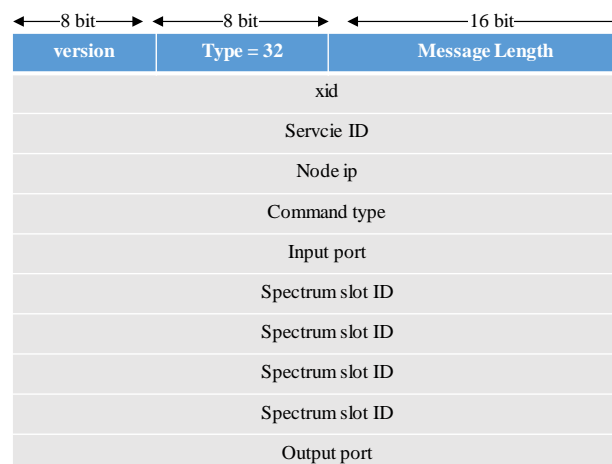 8 bit 8 bit 16 bit
version Type = 32 Message Length
xid
Servcie ID
Node ip
Command type
Input port
Spectrum slot ID
Spectrum slot ID
Spectrum slot ID
Spectrum slot ID
Output port